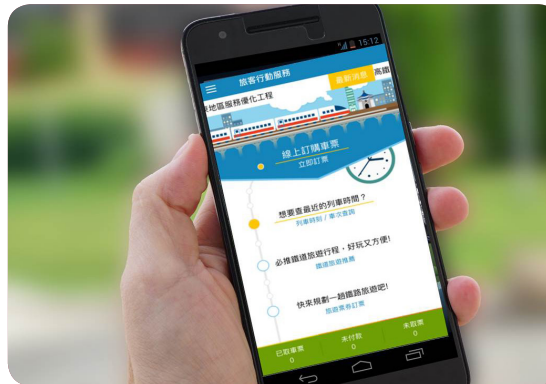 15:12
旅客行動服務
最新消息
地區服務優化工程
高鐵
線上訂購車票
立即訂票
想要查最近的列車時間？
列車時刻 / 車次查詢
必推鐵道旅遊行程，好玩又方便!
鐵道旅遊推薦
快來規劃一趟鐵路旅遊吧!
旅遊票券訂票
已取車票
0
未付款
0
未取票
0